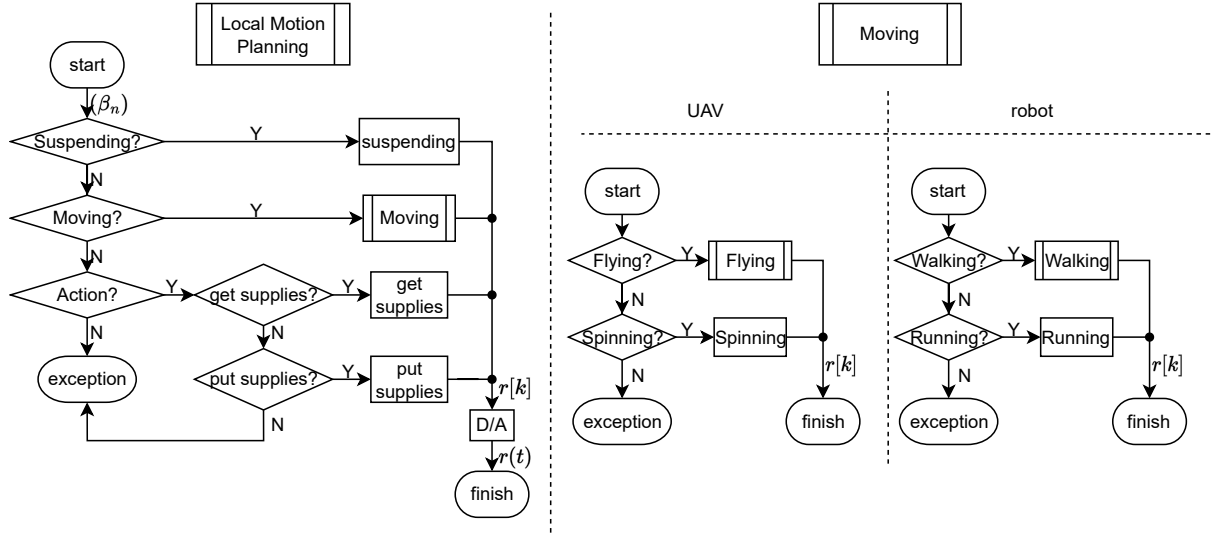 Local Motion
Planning
start
(βₙ)
Suspending?
Y
suspending
N
Moving?
Y
Moving
N
Action?
Y
get supplies?
Y
get
supplies
N
N
exception
put supplies?
Y
put
supplies
r[k]
N
D/A
r(t)
finish
Moving
UAV
robot
start
Flying?
Y
Flying
N
Spinning?
Y
Spinning
N
r[k]
exception
finish
start
Walking?
Y
Walking
N
Running?
Y
Running
N
r[k]
exception
finish